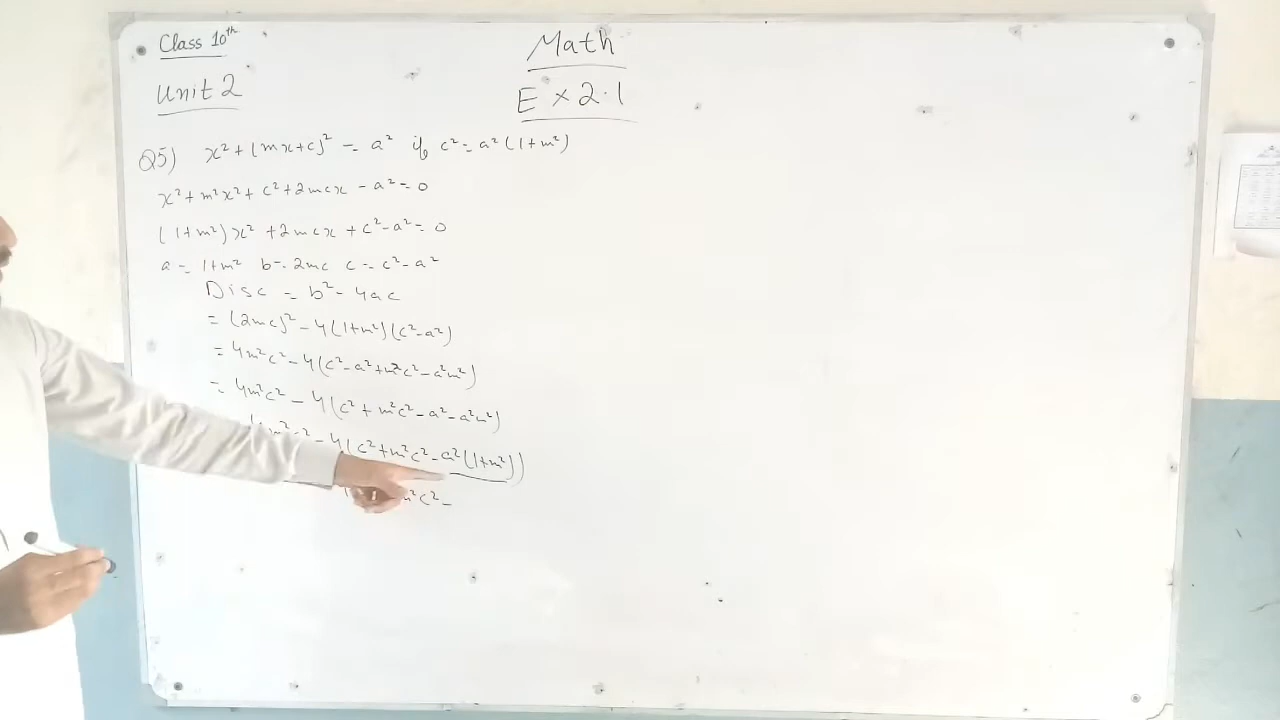 Class 10th
Math
Unit 2
Ex 2.1
Q5) x²+(mx+c)² = a² if c²=a²(1+m²)
x²+m²x²+c²+2mcx-a²=0
(1+m²)x²+2mcx+c²-a²=0
a=1+m² b=2mc c=c²-a²
Disc = b²-4ac
=(2mc)²-4(1+m²)(c²-a²)
=4m²c²-4(c²-a²+m²c²-a²m²)
=4m²c²-4(c²+m²c²-a²-a²m²)
m²c²-4(c²+m²c²-a²(1+m²))
m²c²-